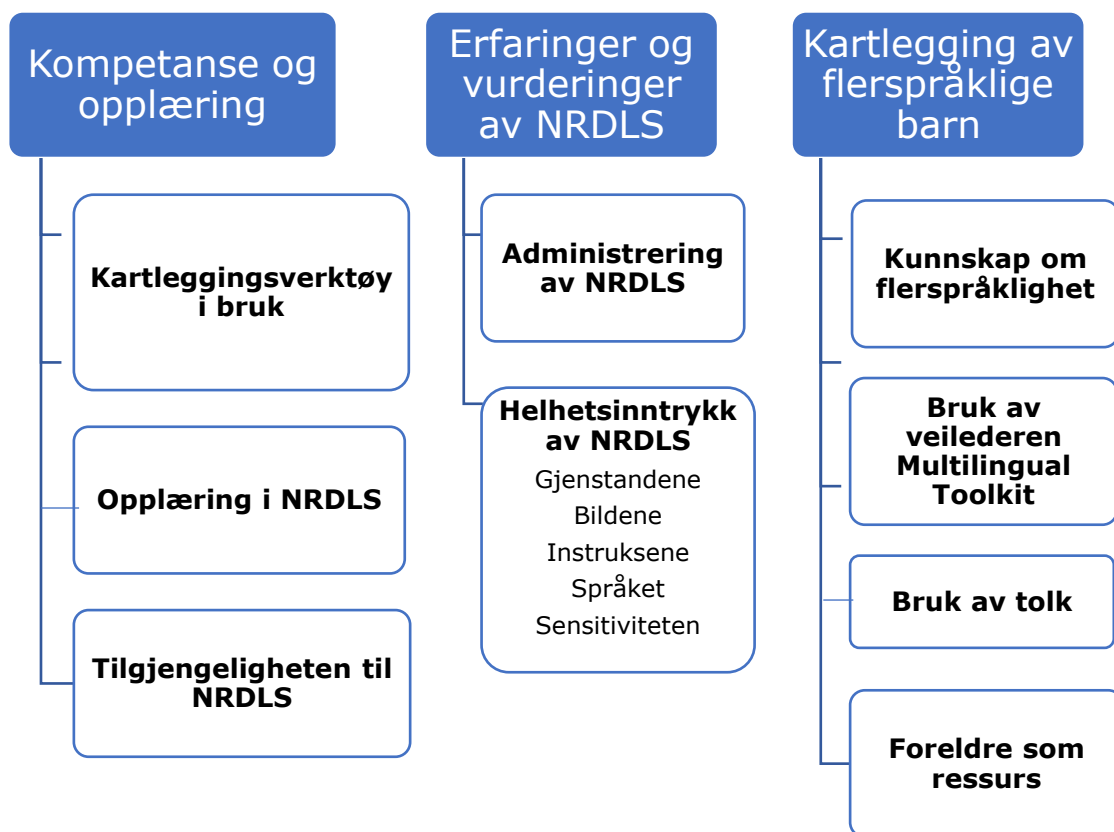 Kompetanse og
opplæring
Kartleggingsverktøy
i bruk
Opplæring i NRDLS
Tilgjengeligheten til
NRDLS
Erfaringer og
vurderinger
av NRDLS
Administrering
av NRDLS
Helhetsinntrykk
av NRDLS
Gjenstandene
Bildene
Instruksene
Språket
Sensitiviteten
Kartlegging av
flerspråklige
barn
Kunnskap om
flerspråklighet
Bruk av
veilederen
Multilingual
Toolkit
Bruk av tolk
Foreldre som
ressurs